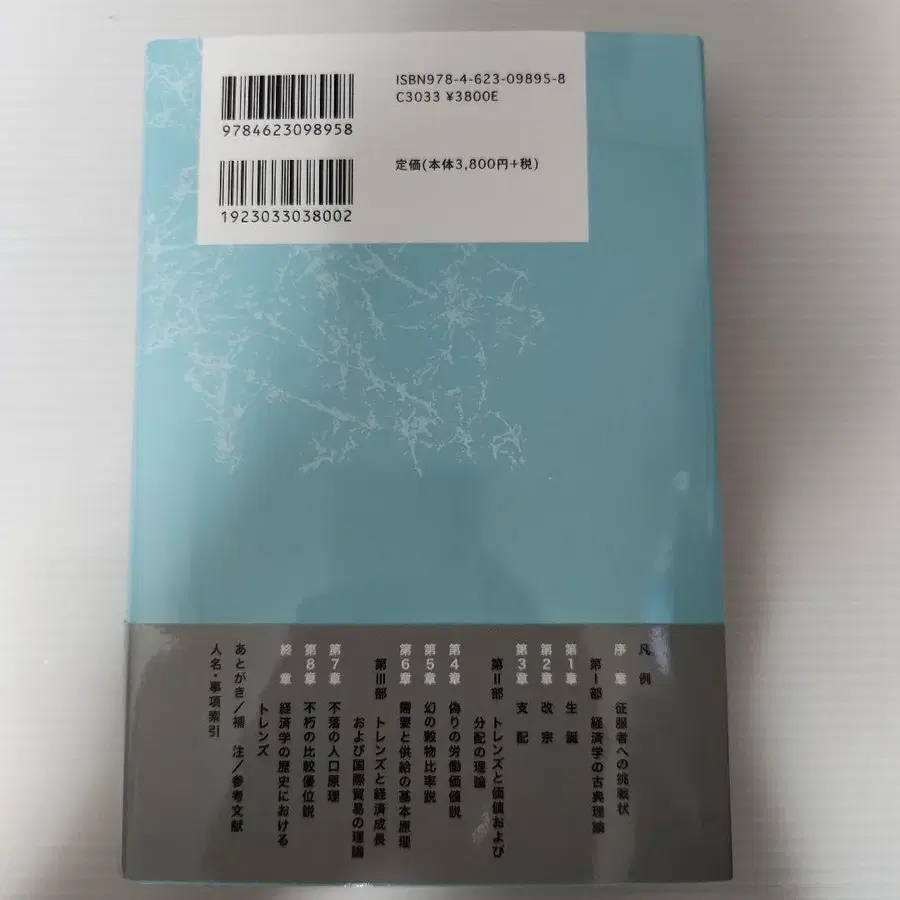 9784623098958
ISBN978-4-623-09895-8
C3033 ¥3800E
1923033038002
定価(本体3,800円+税)
凡 例
序 章 征服者への挑戦状
第Ⅰ部 経済学の古典理論
第1章 生 誕
第2章 改 宗
第3章 支 配
第Ⅱ部 トレンズと価値および
分配の理論
第4章 偽りの労働価値説
第5章 幻の穀物比率説
第6章 需要と供給の基本原理
第Ⅲ部 トレンズと経済成長
および国際貿易の理論
第7章 不落の人口原理
第8章 不朽の比較優位説
終 章 経済学の歴史における
トレンズ
あとがき/補 注/参考文献
人名・事項索引